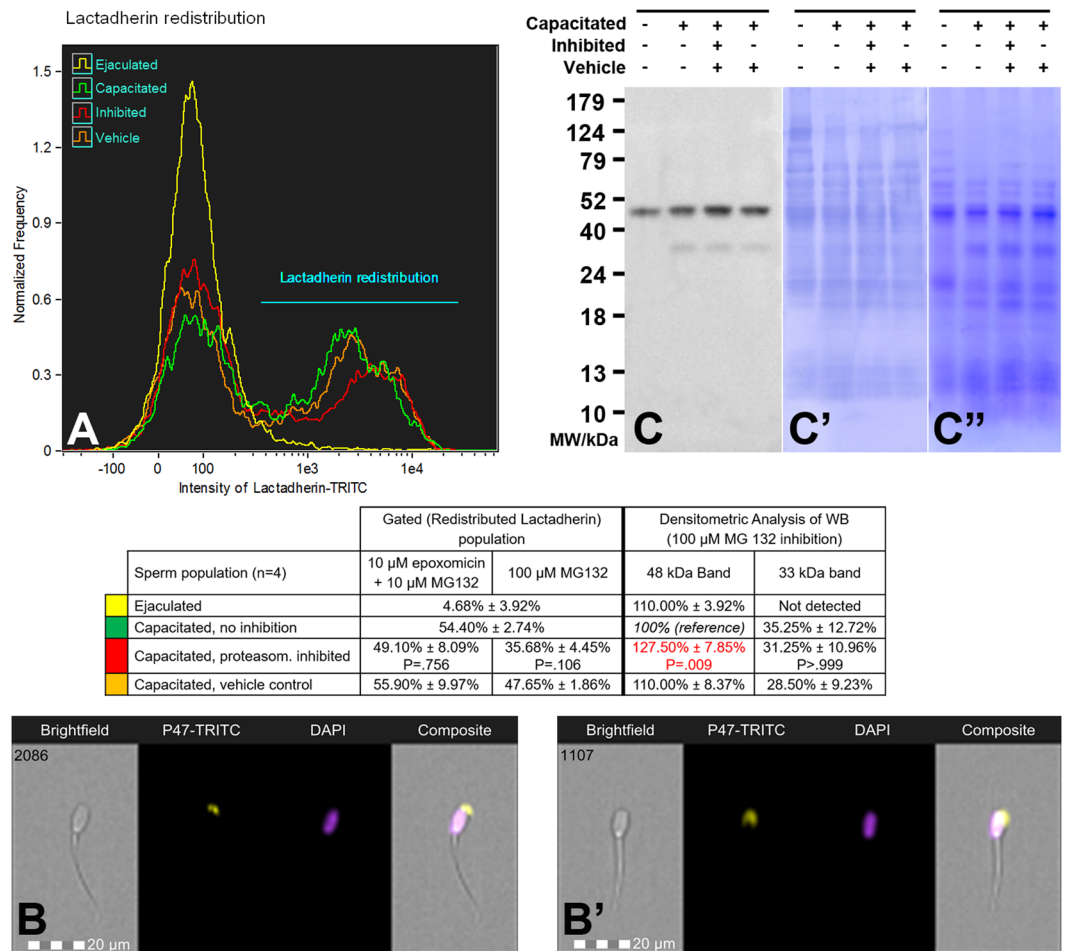 Lactadherin redistribution
Normalized Frequency
1.5
1.2
0.9
0.6
0.3
0
Ejaculated
Capacitated
Inhibited
Vehicle
Lactadherin redistribution
A
-100 0 100 1e3 1e4
Intensity of Lactadherin-TRITC
Capacitated - + + + - + + + - + + +
Inhibited - - + - - - + - - - + -
Vehicle - - + + - - + + - - + +
179
124
79
52
40
24
18
13
10
MW/kDa
C C' C”
Gated (Redistributed Lactadherin) population
Densitometric Analysis of WB (100 µM MG 132 inhibition)
Sperm population (n=4) 10 µM epoxomicin + 10 µM MG132 100 µM MG132 48 kDa Band 33 kDa band
Ejaculated 4.68% ± 3.92% 110.00% ± 3.92% Not detected
Capacitated, no inhibition 54.40% ± 2.74% 100% (reference) 35.25% ± 12.72%
Capacitated, proteasom. inhibited 49.10% ± 8.09% P=.756 35.68% ± 4.45% P=.106 127.50% ± 7.85% P=.009 31.25% ± 10.96% P>.999
Capacitated, vehicle control 55.90% ± 9.97% 47.65% ± 1.86% 110.00% ± 8.37% 28.50% ± 9.23%
Brightfield P47-TRITC DAPI Composite
2086
B
20 µm
Brightfield P47-TRITC DAPI Composite
1107
B'
20 µm